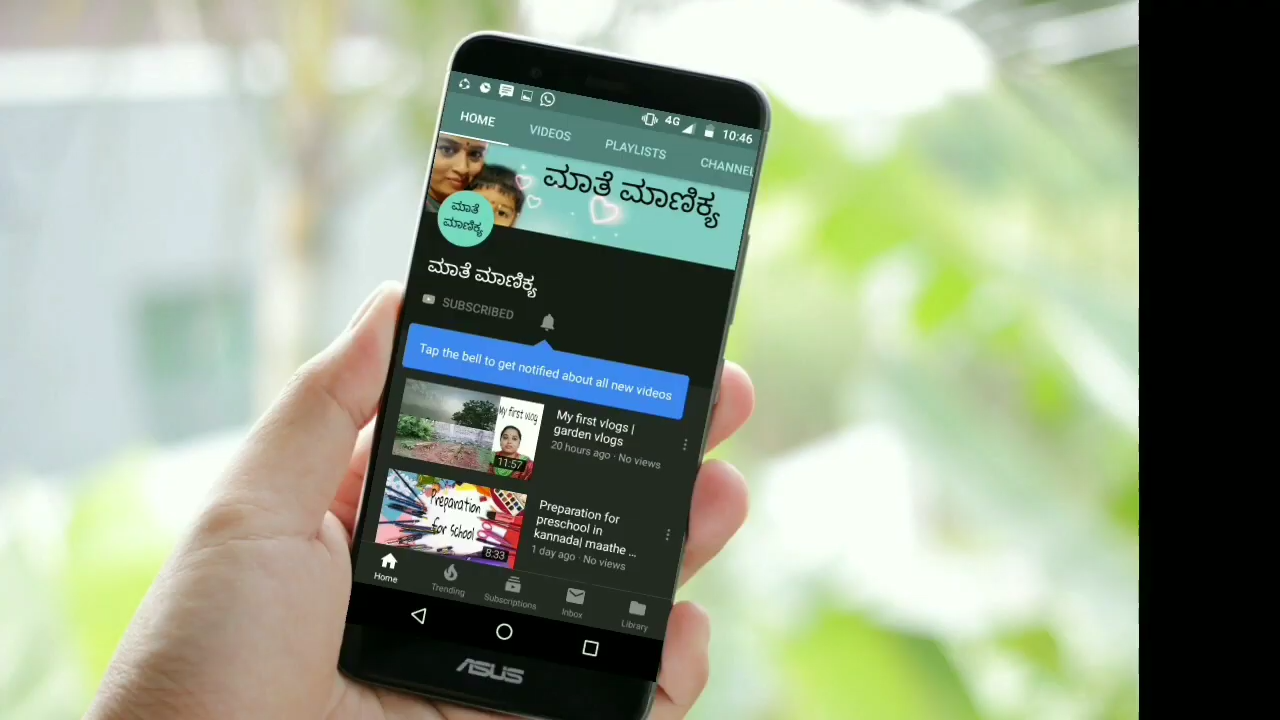 4G 10:46
HOME VIDEOS PLAYLISTS CHANNEL
ಮಾತೆ ಮಾಣಿಕ್ಯ
ಮಾತೆ
ಮಾಣಿಕ್ಯ
ಮಾತೆ ಮಾಣಿಕ್ಯ
SUBSCRIBED
Tap the bell to get notified about all new videos
My first vlog
11:57
My first vlogs |
garden vlogs
20 hours ago · No views
Preparation
for school
8:33
Preparation for
preschool in
kannada| maathe ...
1 day ago · No views
Home Trending Subscriptions Inbox Library
ASUS